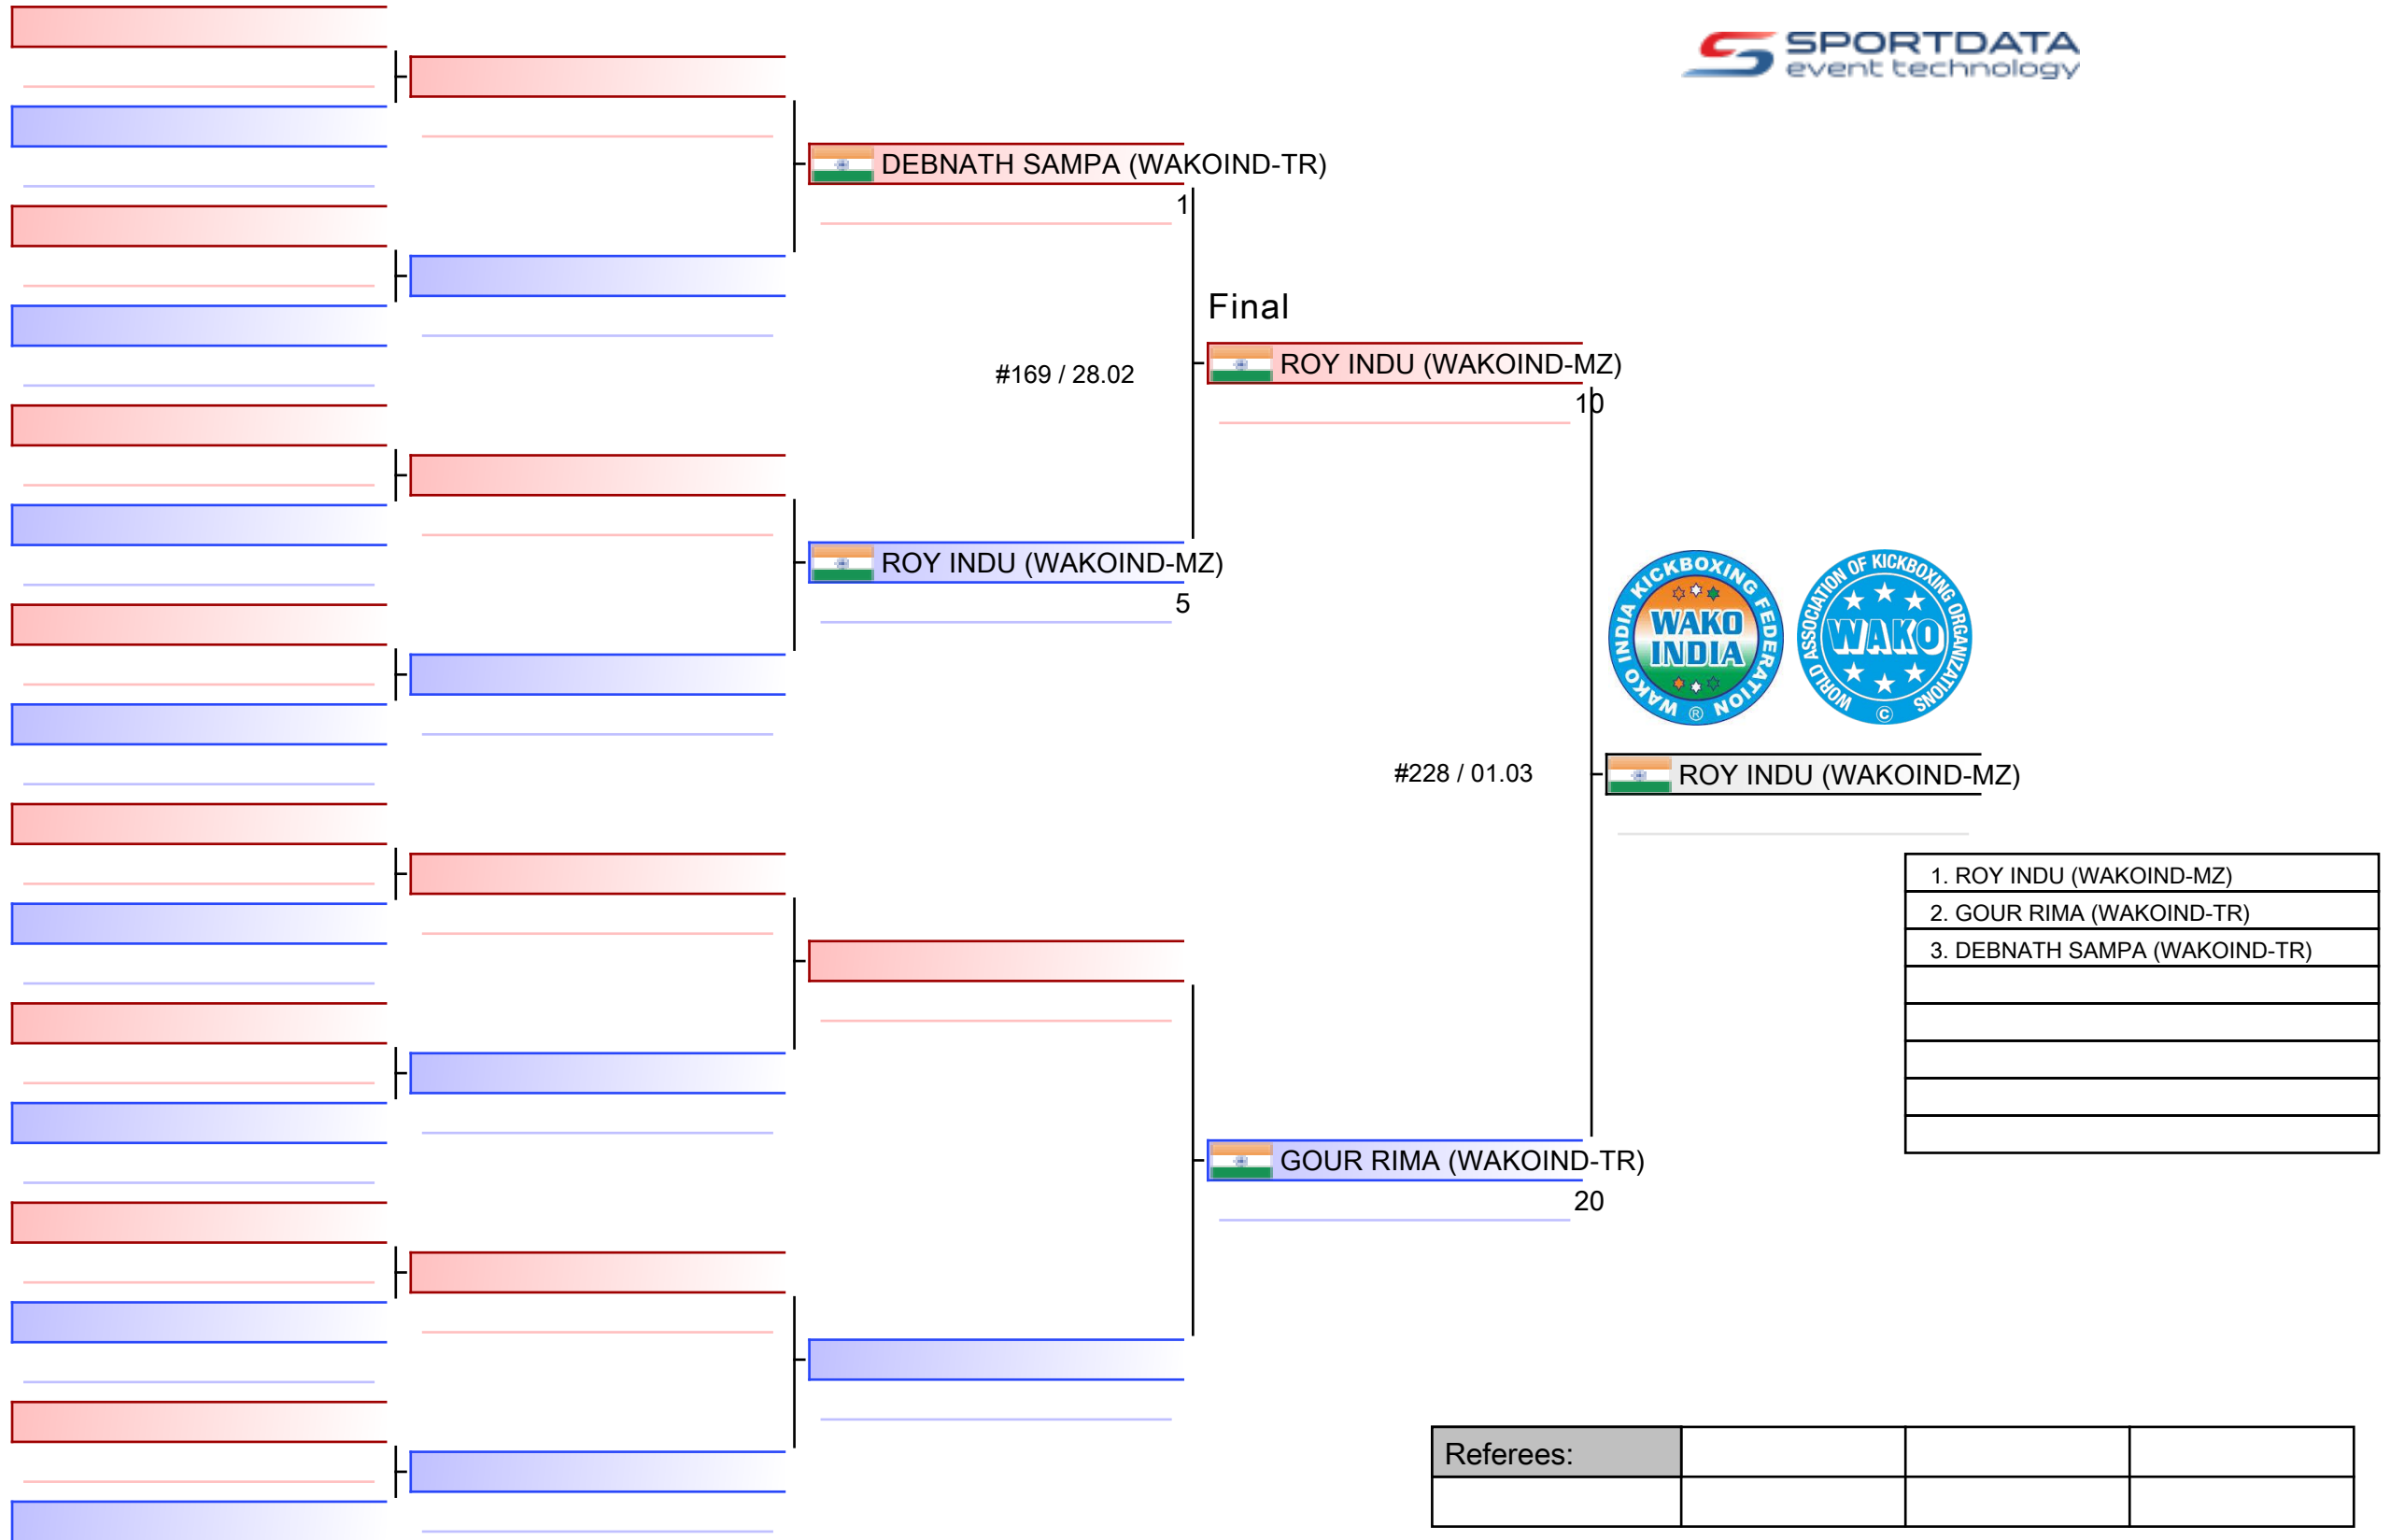 SPORTDATA
event technology
DEBNATH SAMPA (WAKOIND-TR)
1
Final
ROY INDU (WAKOIND-MZ)
10
#169 / 28.02
ROY INDU (WAKOIND-MZ)
5
WAKO INDIA KICKBOXING FEDERATION
WAKO
INDIA
®
WORLD ASSOCIATION OF KICKBOXING ORGANIZATIONS
WAKO
©
#228 / 01.03
ROY INDU (WAKOIND-MZ)
1. ROY INDU (WAKOIND-MZ)
2. GOUR RIMA (WAKOIND-TR)
3. DEBNATH SAMPA (WAKOIND-TR)
GOUR RIMA (WAKOIND-TR)
20
Referees: